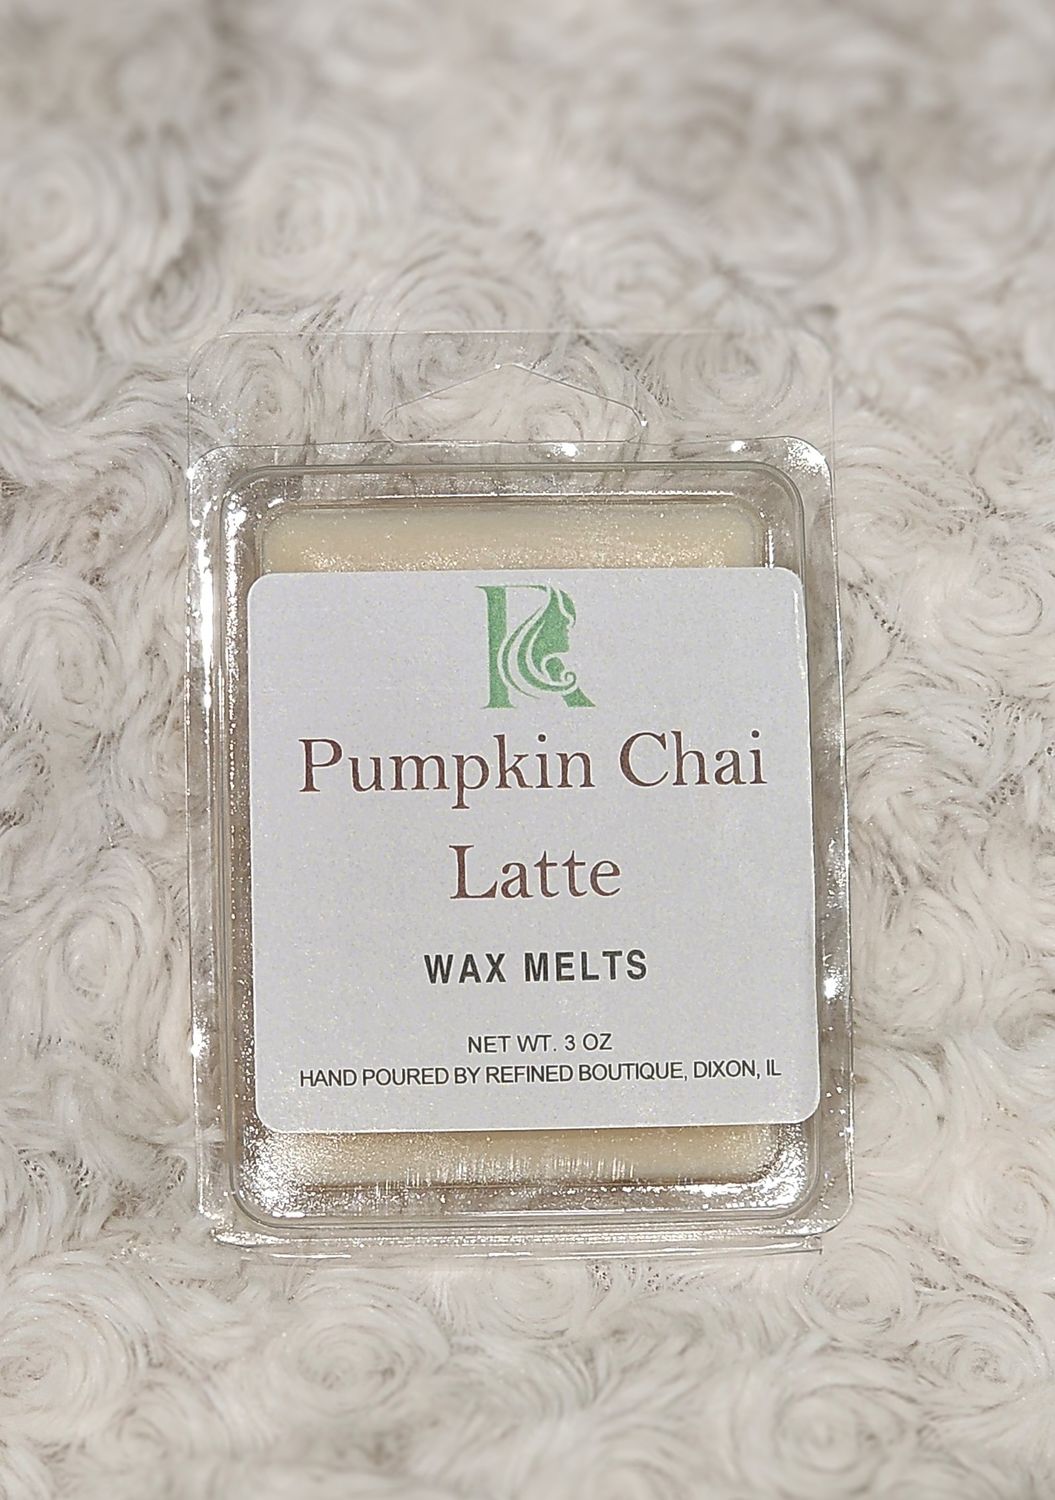 R
Pumpkin Chai
Latte
WAX MELTS
NET WT. 3 OZ
HAND POURED BY REFINED BOUTIQUE, DIXON, IL